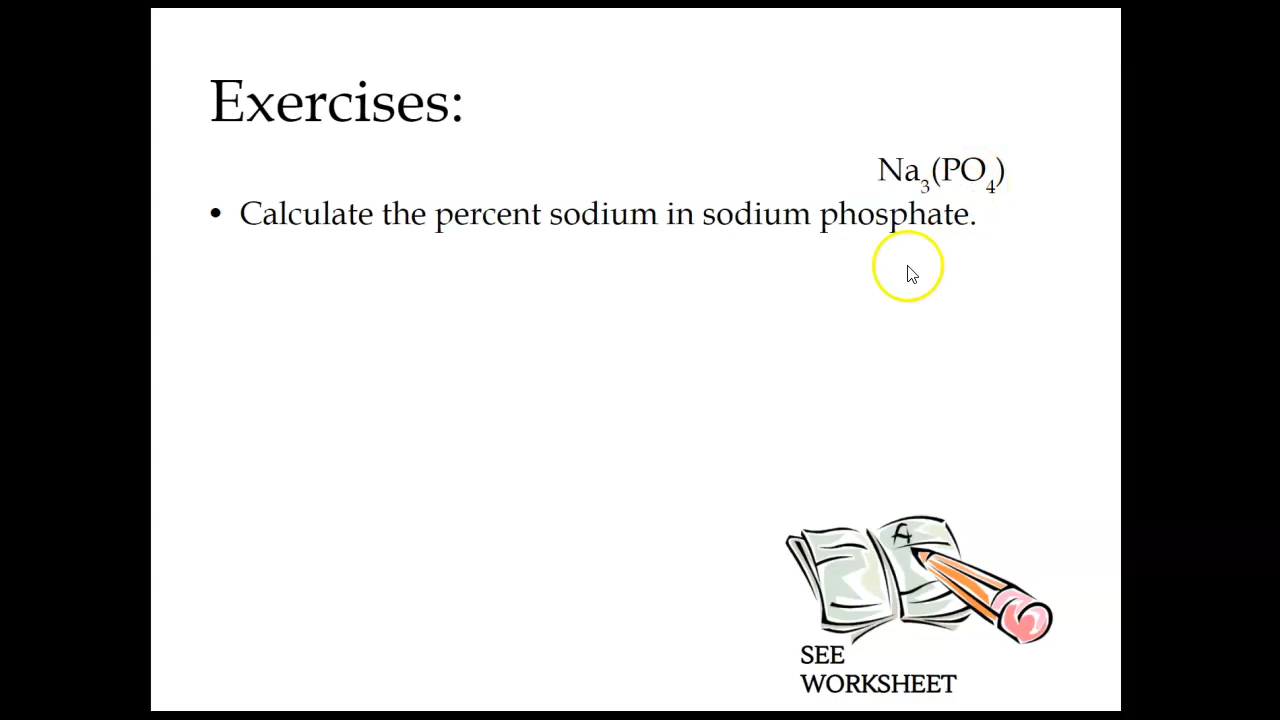 Exercises:
Na₃(PO₄)
• Calculate the percent sodium in sodium phosphate.
A
SEE
WORKSHEET